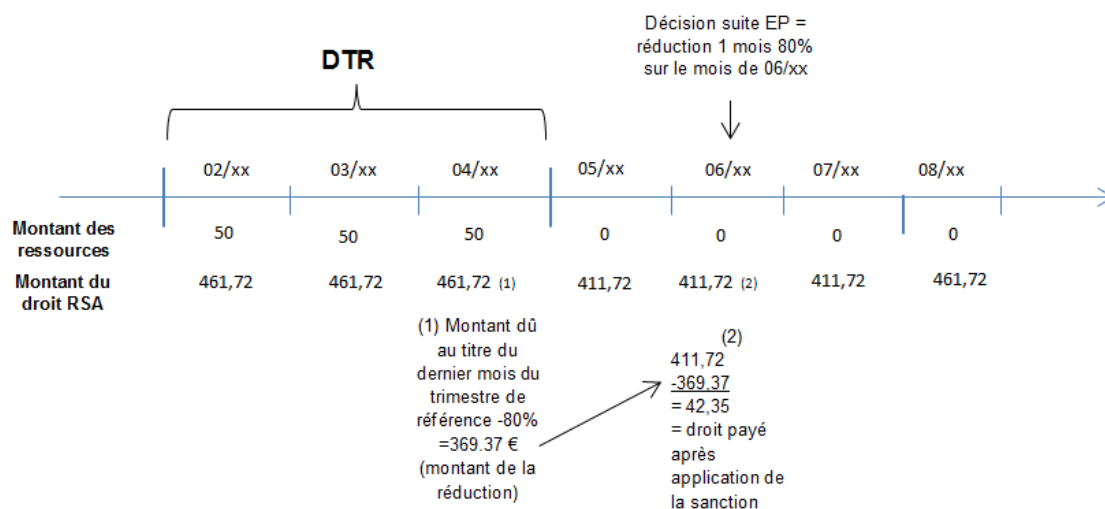 Décision suite EP =
réduction 1 mois 80%
sur le mois de 06/xx
DTR
02/xx 03/xx 04/xx 05/xx 06/xx 07/xx 08/xx
Montant des
ressources
50 50 50 0 0 0 0
Montant du
droit RSA
461,72 461,72 461,72 (1) 411,72 411,72 (2) 411,72 461,72
(1) Montant dû
au titre du
dernier mois du
trimestre de
référence -80%
=369.37 €
(montant de la
réduction)
(2)
411,72
-369.37
= 42,35
= droit payé
après
application de
la sanction